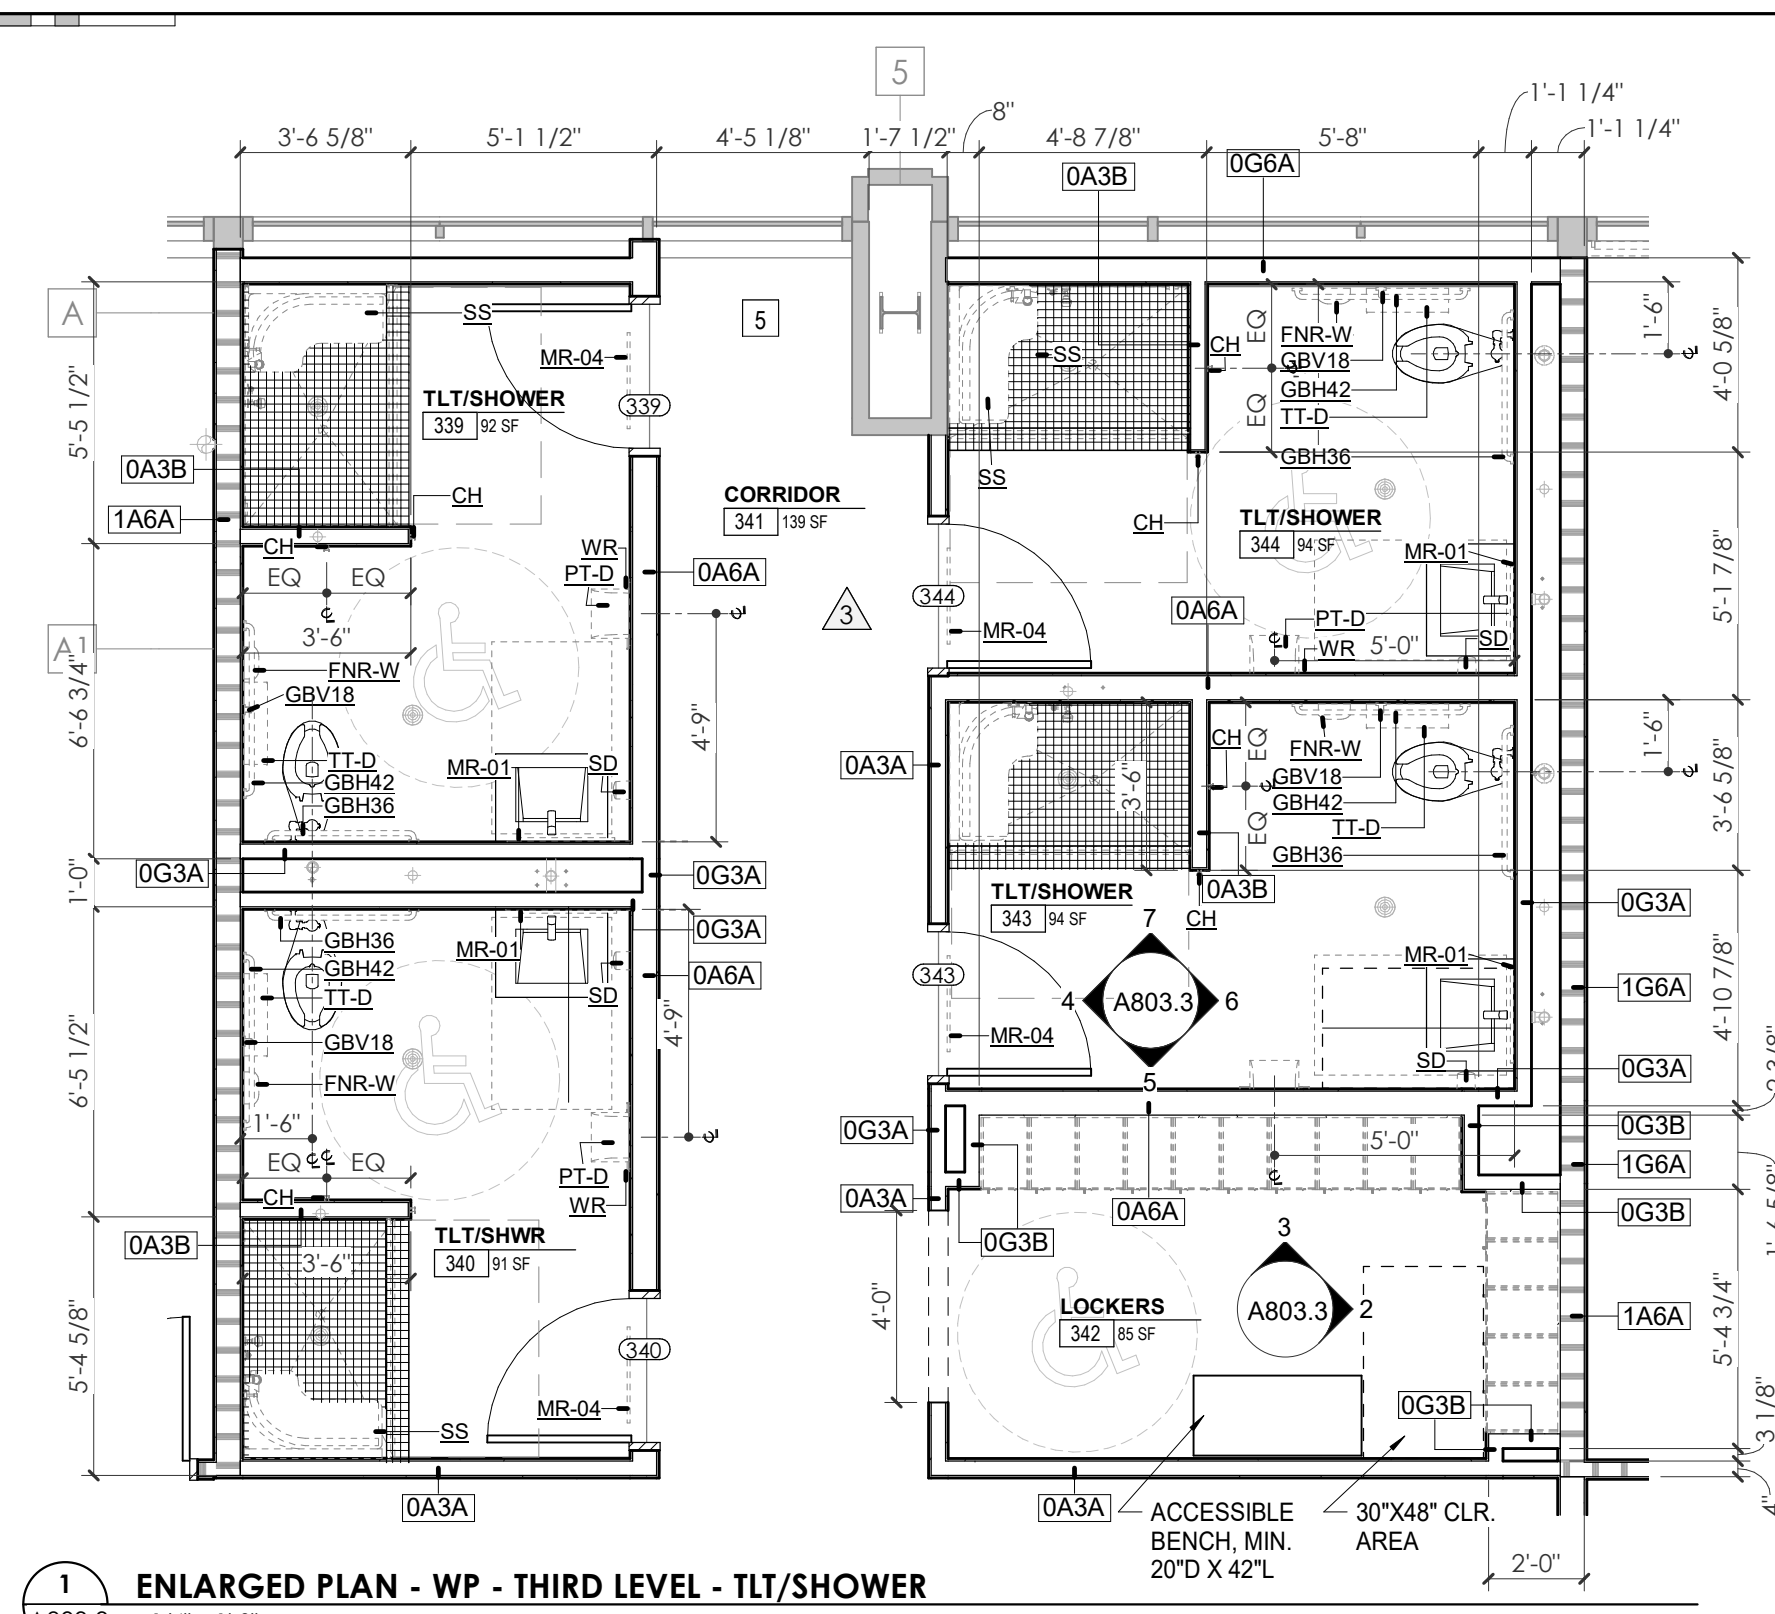 5
8"
1'-1 1/4"
1'-1 1/4"
3'-6 5/8"
5'-1 1/2"
4'-5 1/8"
1'-7 1/2"
4'-8 7/8"
5'-8"
0A3B
0G6A
A
5'-5 1/2"
SS
MR-04
TLT/SHOWER
339
92 SF
339
5
0A3B
1A6A
CH
CH
EQ
EQ
3'-6"
WR
PT-D
0A6A
CORRIDOR
341
139 SF
3
A1
6'-6 3/4"
FNR-W
GBV18
TT-D
GBH42
GBH36
MR-01
SD
4'-9"
1'-0"
0G3A
0G3A
0G3A
0A6A
GBH36
GBH42
TT-D
GBV18
FNR-W
MR-01
SD
4'-9"
6'-5 1/2"
1'-6"
EQ
EQ
CH
PT-D
WR
0A3B
3'-6"
TLT/SHWR
340
91 SF
340
5'-4 5/8"
MR-04
SS
0A3A
SS
SS
CH
EQ
EQ
FNR-W
GBV18
GBH42
TT-D
GBH36
1'-6"
4'-0 5/8"
CH
TLT/SHOWER
344
94 SF
MR-01
344
MR-04
0A6A
PT-D
WR
5'-0"
SD
5'-1 7/8"
0A3A
3'-6"
CH
EQ
EQ
FNR-W
GBV18
GBH42
TT-D
GBH36
1'-6"
3'-6 5/8"
0A3B
CH
TLT/SHOWER
343
94 SF
0G3A
343
7
4
A803.3
6
5
MR-01
MR-04
SD
1G6A
4'-10 7/8"
0G3A
0G3A
0G3B
5'-0"
1G6A
0A3A
0A6A
0G3B
0G3B
4'-0"
LOCKERS
342
85 SF
3
A803.3
2
1A6A
5'-4 3/4"
0G3B
0G3B
3 1/8"
4"
0A3A
ACCESSIBLE
BENCH, MIN.
20"D X 42"L
30"X48" CLR.
AREA
2'-0"
1
ENLARGED PLAN - WP - THIRD LEVEL - TLT/SHOWER